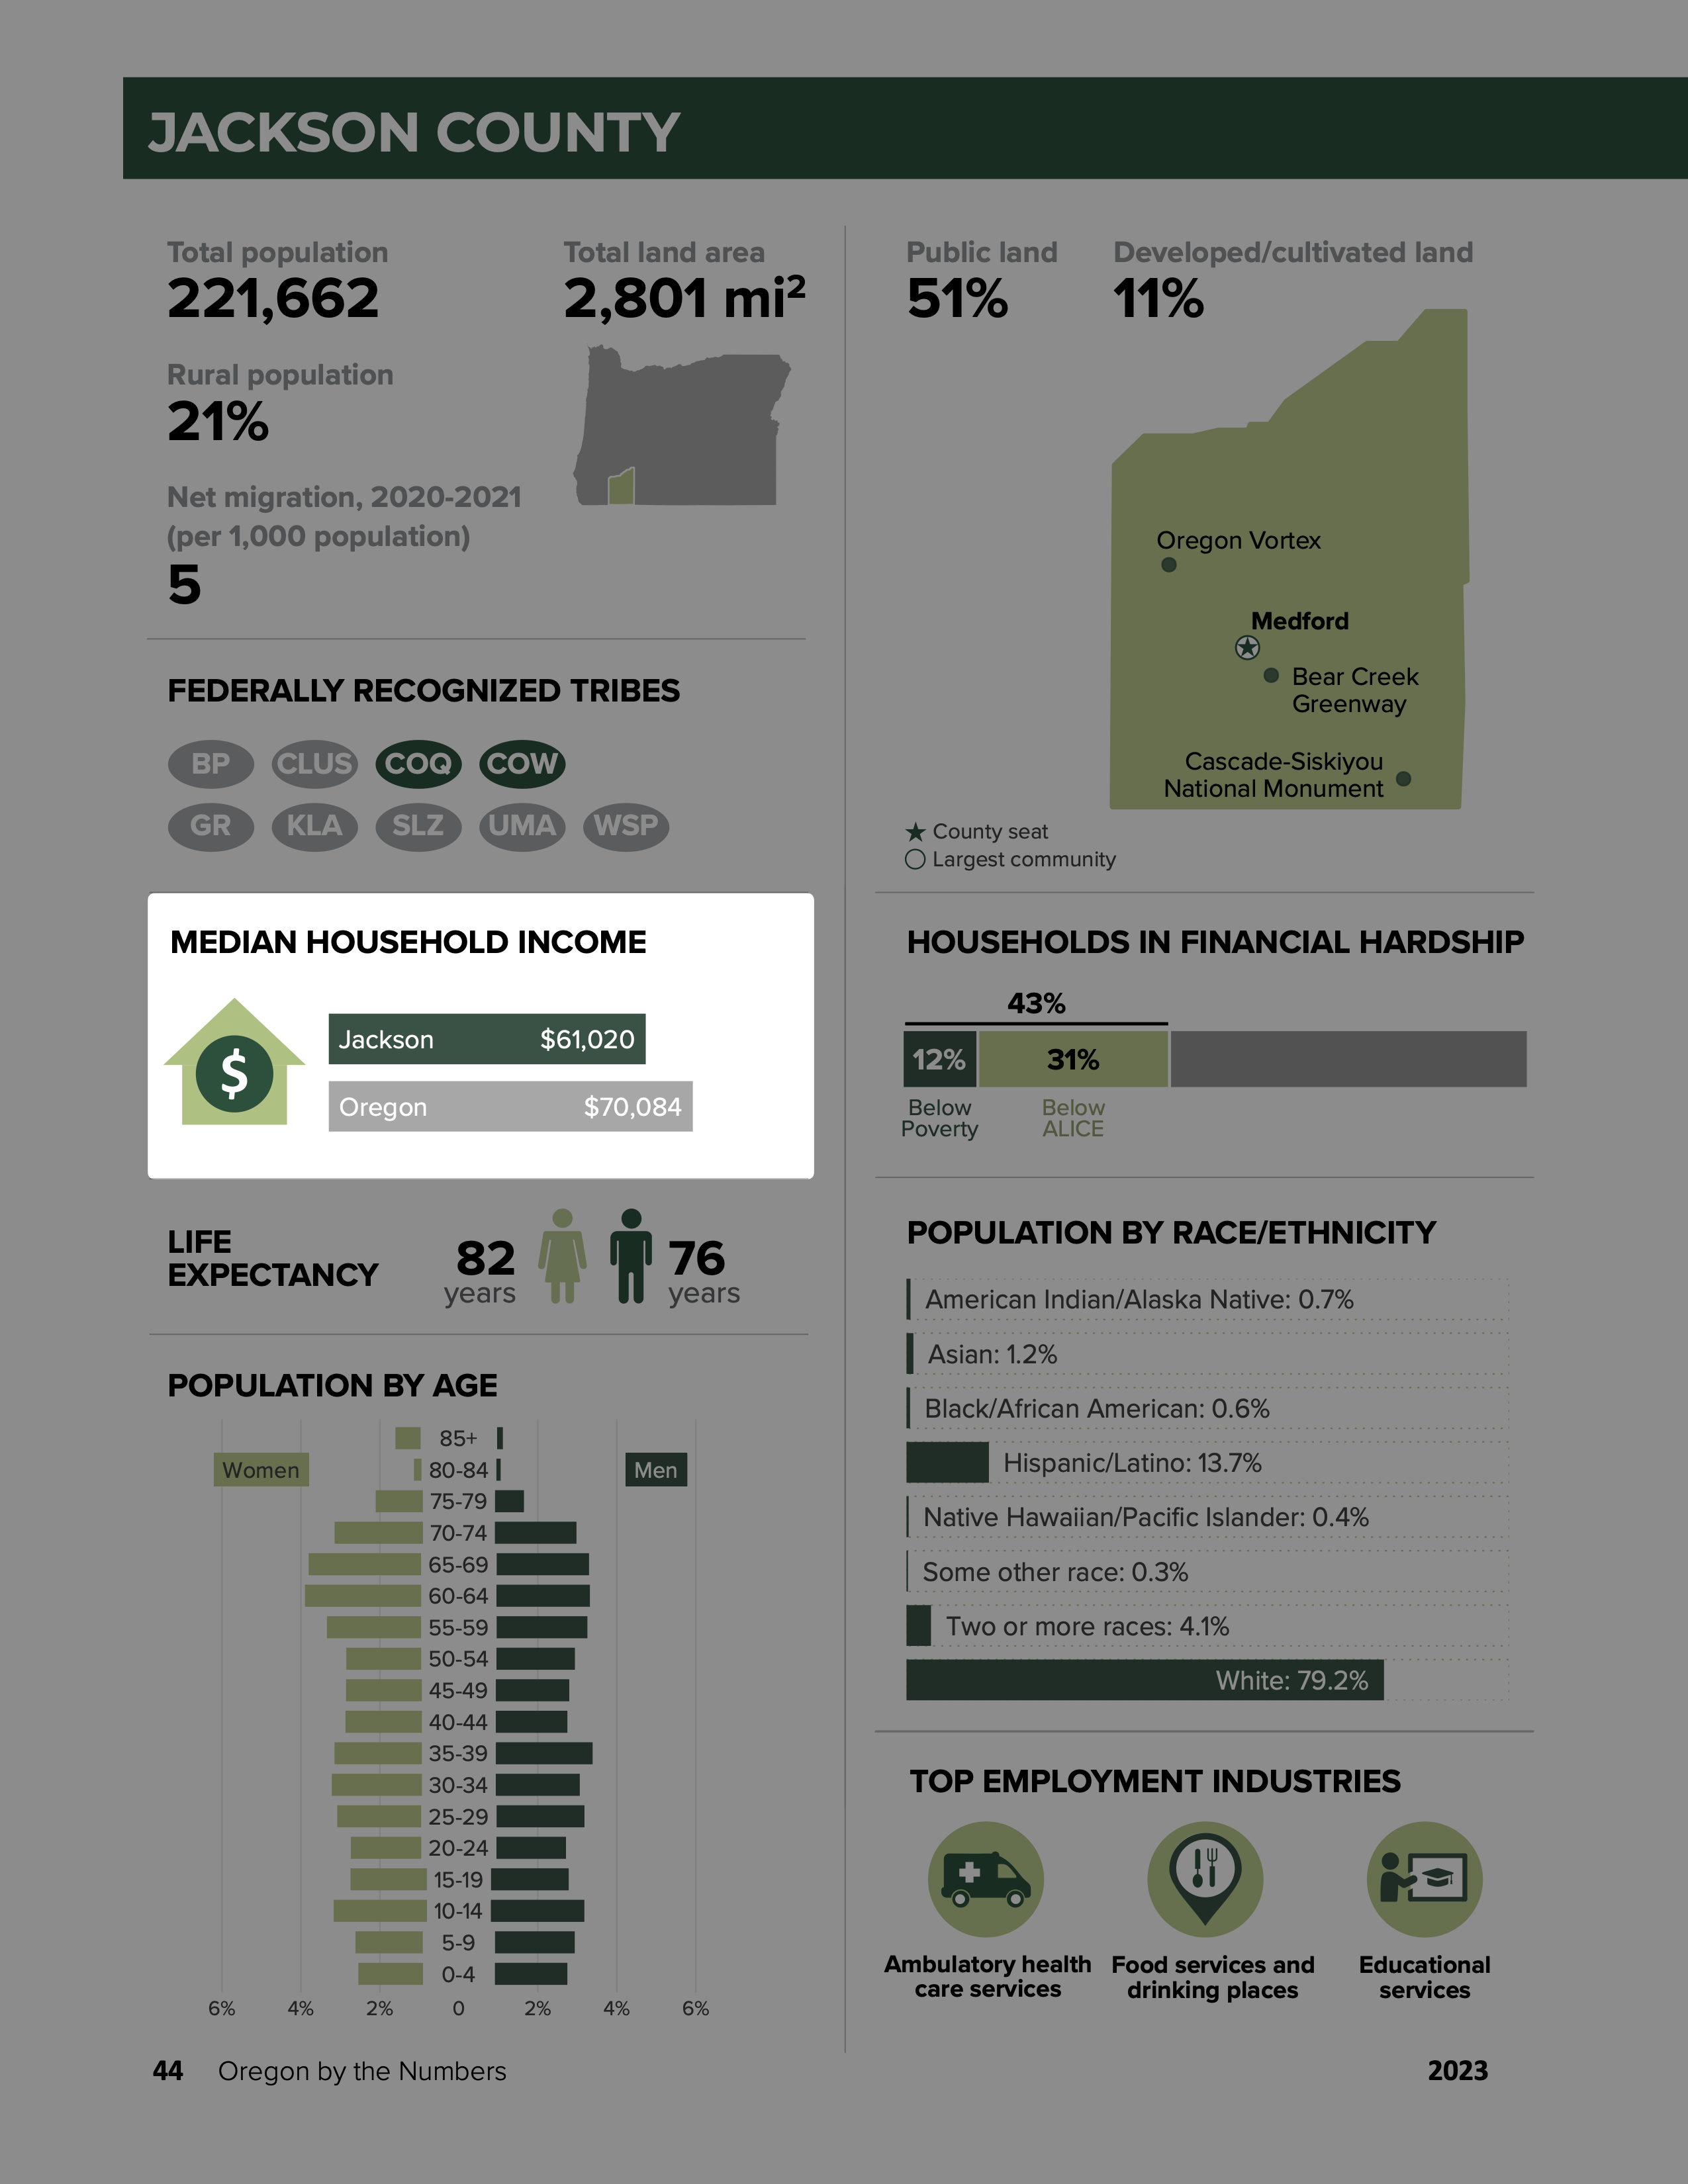 JACKSON COUNTY
Total population
221,662
Total land area
2,801 mi²
Rural population
21%
Net migration, 2020-2021
(per 1,000 population)
5
Public land
51%
Developed/cultivated land
11%
Oregon Vortex
Medford
Bear Creek
Greenway
Cascade-Siskiyou
National Monument
County seat
Largest community
FEDERALLY RECOGNIZED TRIBES
BP CLUS COQ COW
GR KLA SLZ UMA WSP
MEDIAN HOUSEHOLD INCOME
$
Jackson $61,020
Oregon $70,084
HOUSEHOLDS IN FINANCIAL HARDSHIP
43%
12% 31%
Below
Poverty
Below
ALICE
LIFE
EXPECTANCY
82
years
76
years
POPULATION BY AGE
Women
Men
85+
80-84
75-79
70-74
65-69
60-64
55-59
50-54
45-49
40-44
35-39
30-34
25-29
20-24
15-19
10-14
5-9
0-4
6% 4% 2% 0 2% 4% 6%
POPULATION BY RACE/ETHNICITY
American Indian/Alaska Native: 0.7%
Asian: 1.2%
Black/African American: 0.6%
Hispanic/Latino: 13.7%
Native Hawaiian/Pacific Islander: 0.4%
Some other race: 0.3%
Two or more races: 4.1%
White: 79.2%
TOP EMPLOYMENT INDUSTRIES
Ambulatory health
care services
Food services and
drinking places
Educational
services
44 Oregon by the Numbers
2023